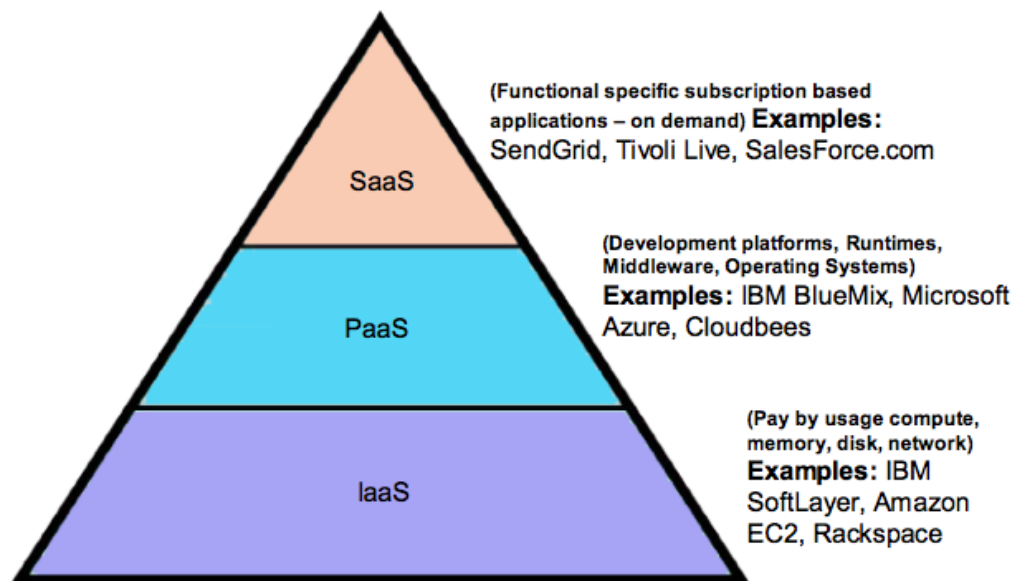 (Functional specific subscription based
applications – on demand) Examples:
SendGrid, Tivoli Live, SalesForce.com
SaaS
(Development platforms, Runtimes,
Middleware, Operating Systems)
Examples: IBM BlueMix, Microsoft
Azure, Cloudbees
PaaS
(Pay by usage compute,
memory, disk, network)
Examples: IBM
SoftLayer, Amazon
EC2, Rackspace
IaaS